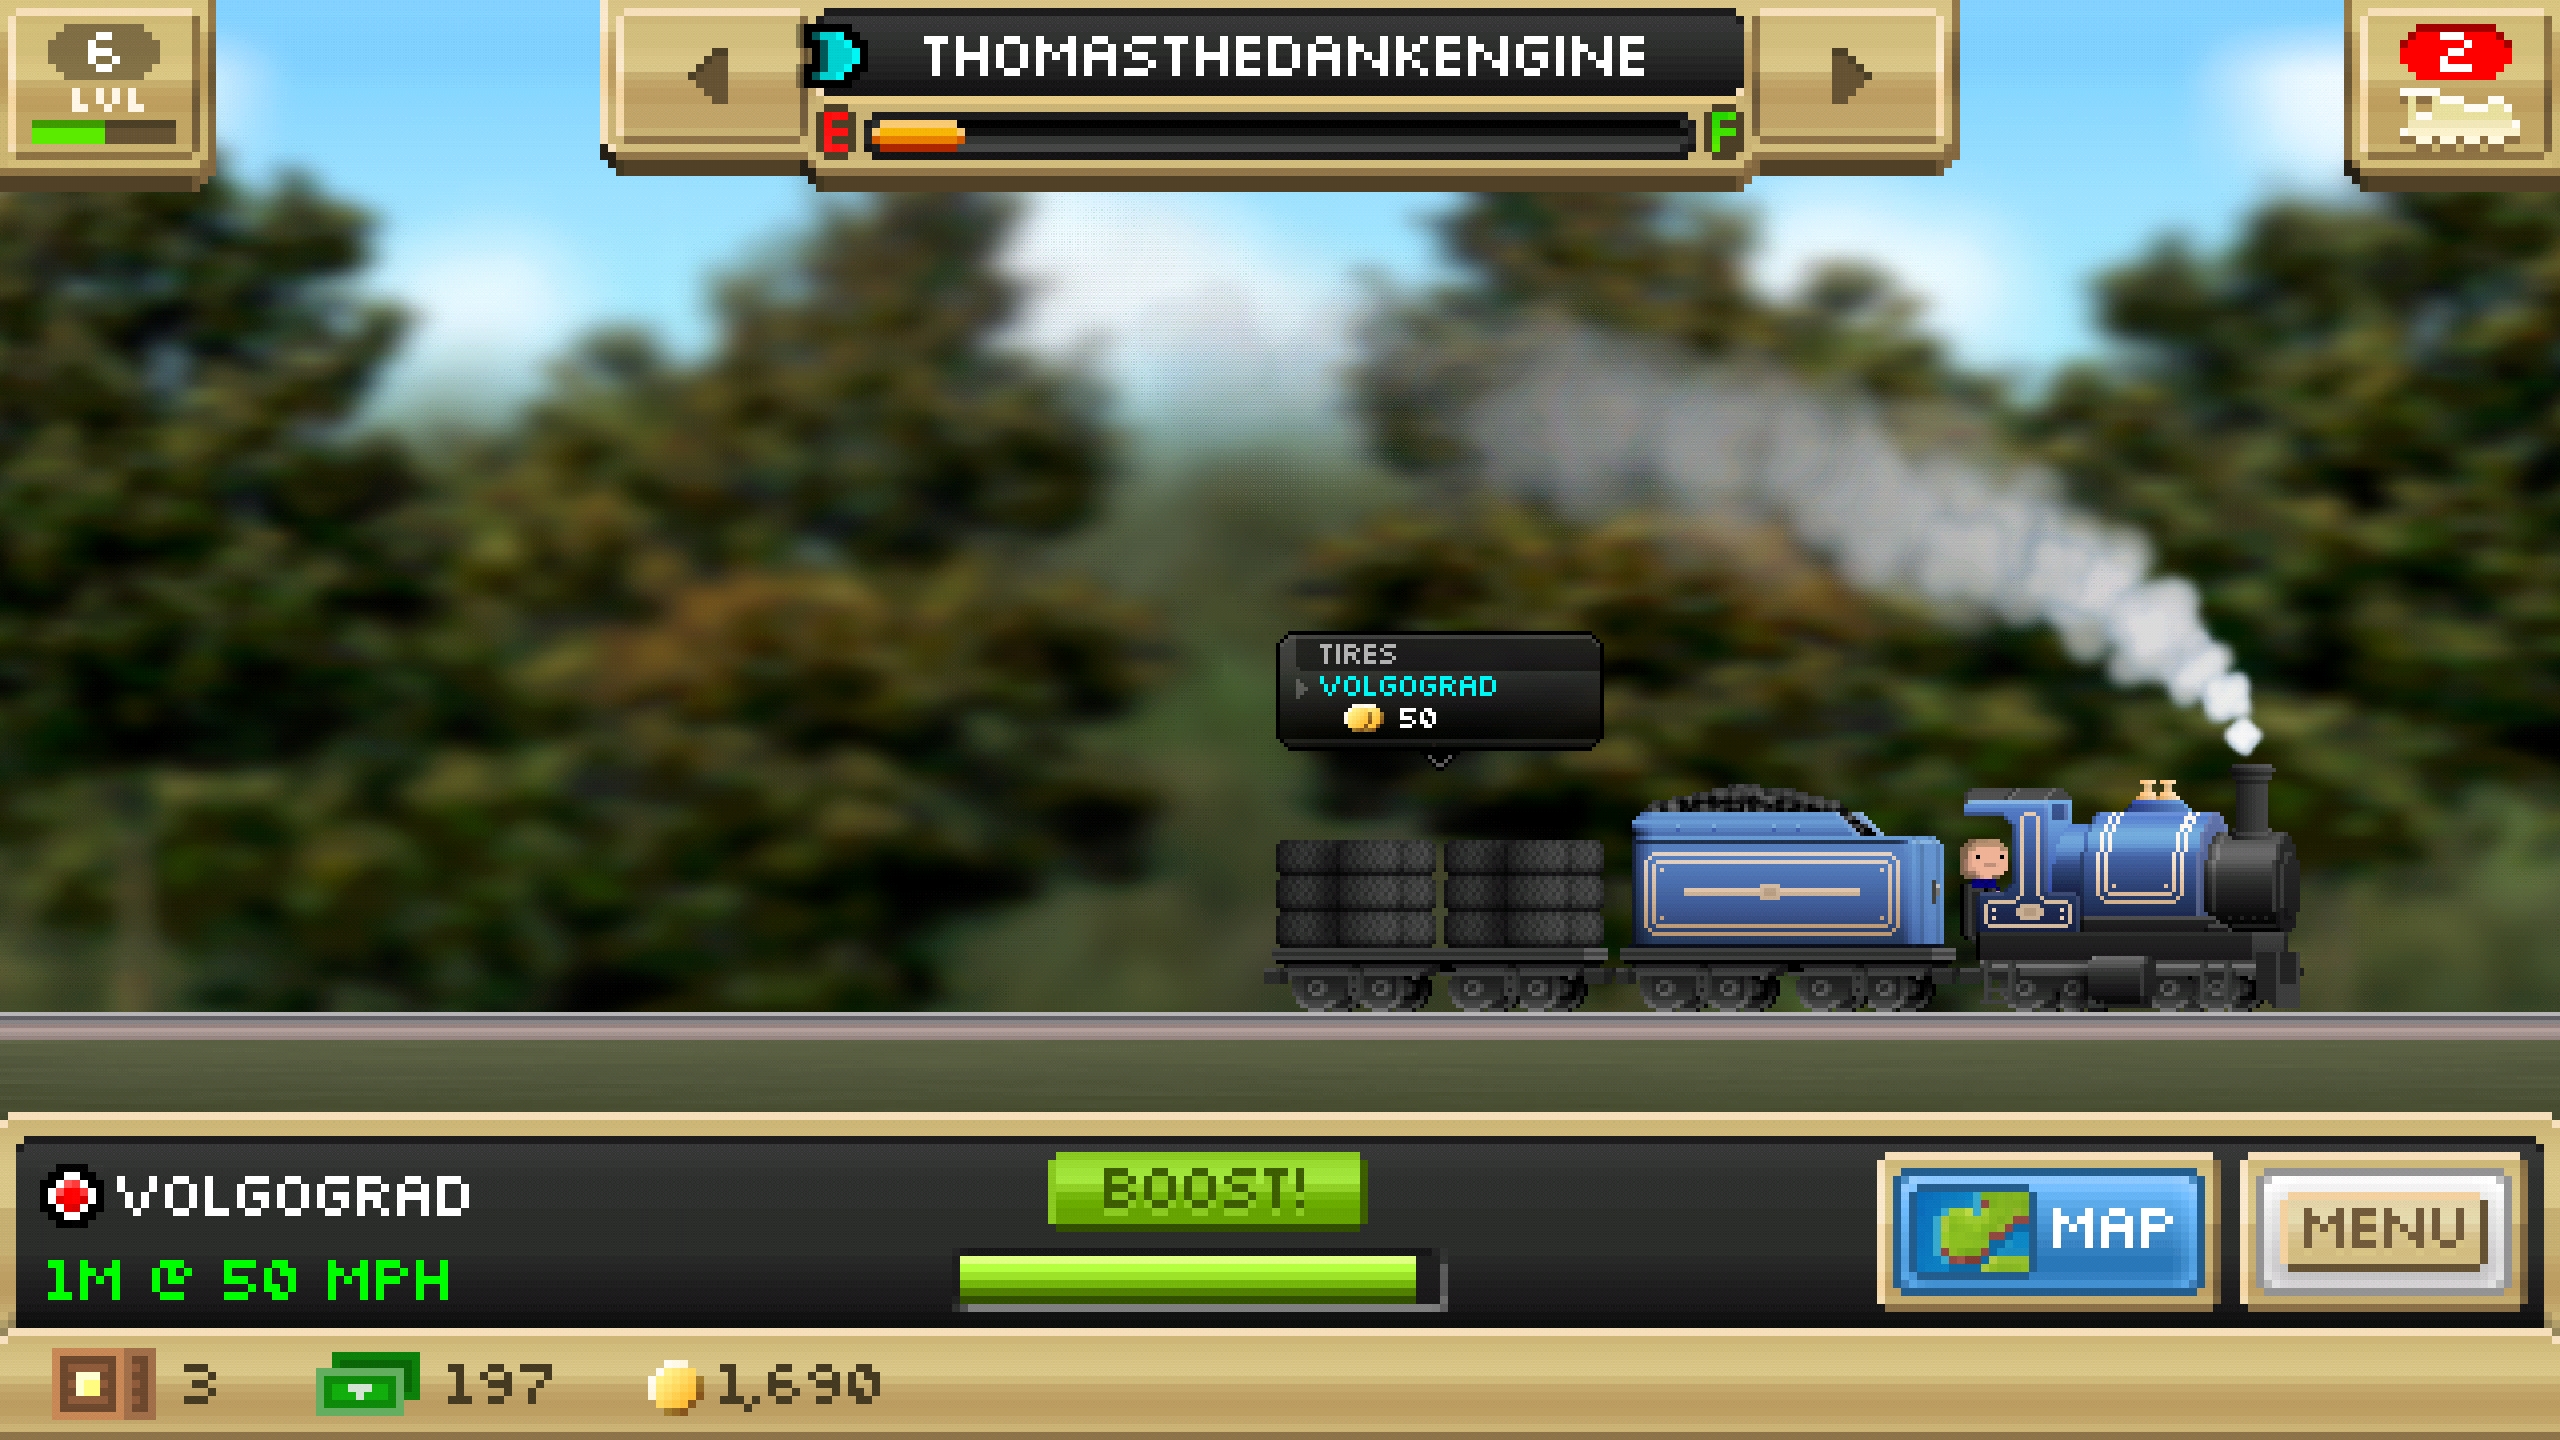 6
LVL
THOMASTHEDANKENGINE
E F
2
TIRES
VOLGOGRAD
50
VOLGOGRAD
1M @ 50 MPH
BOOST!
MAP
MENU
3 197 1,690